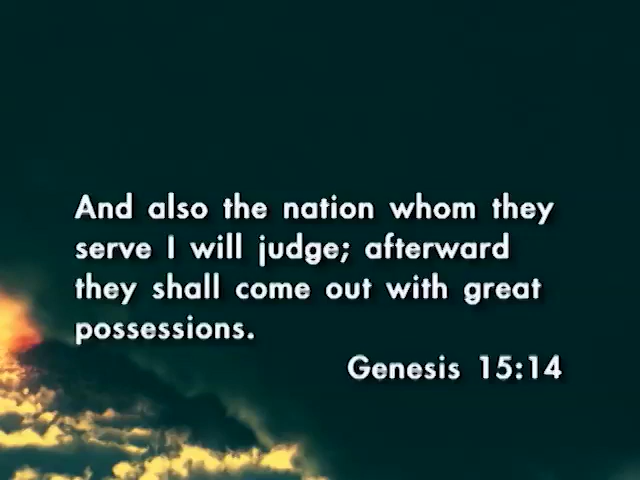 And also the nation whom they
serve I will judge; afterward
they shall come out with great
possessions.
Genesis 15:14